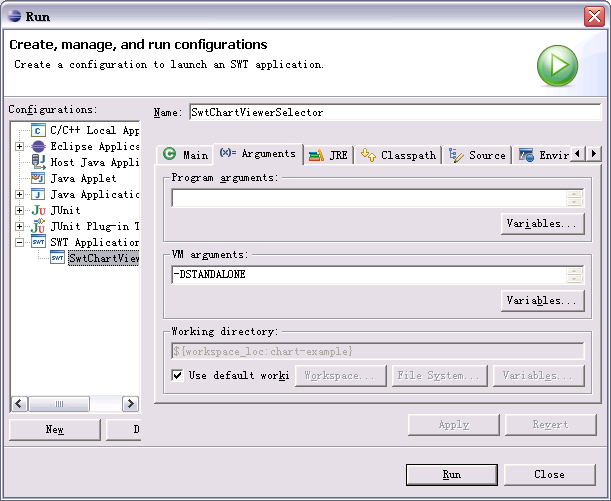 Run
Create, manage, and run configurations
Create a configuration to launch an SWT application.
Configurations:
C/C++ Local App
Eclipse Applica
Host Java Appli
Java Applet
Java Applicatio
JUnit
JUnit Plug-in T
SWT Application
SwtChartView
New
D
Name: SwtChartViewerSelector
Main (x)= Arguments JRE Classpath Source Envir
Program arguments:
Variables...
VM arguments:
-DSTANDALONE
Variables...
Working directory:
${workspace_loc:chart-example}
Use default worki Workspace... File System... Variables...
Apply Revert
Run Close